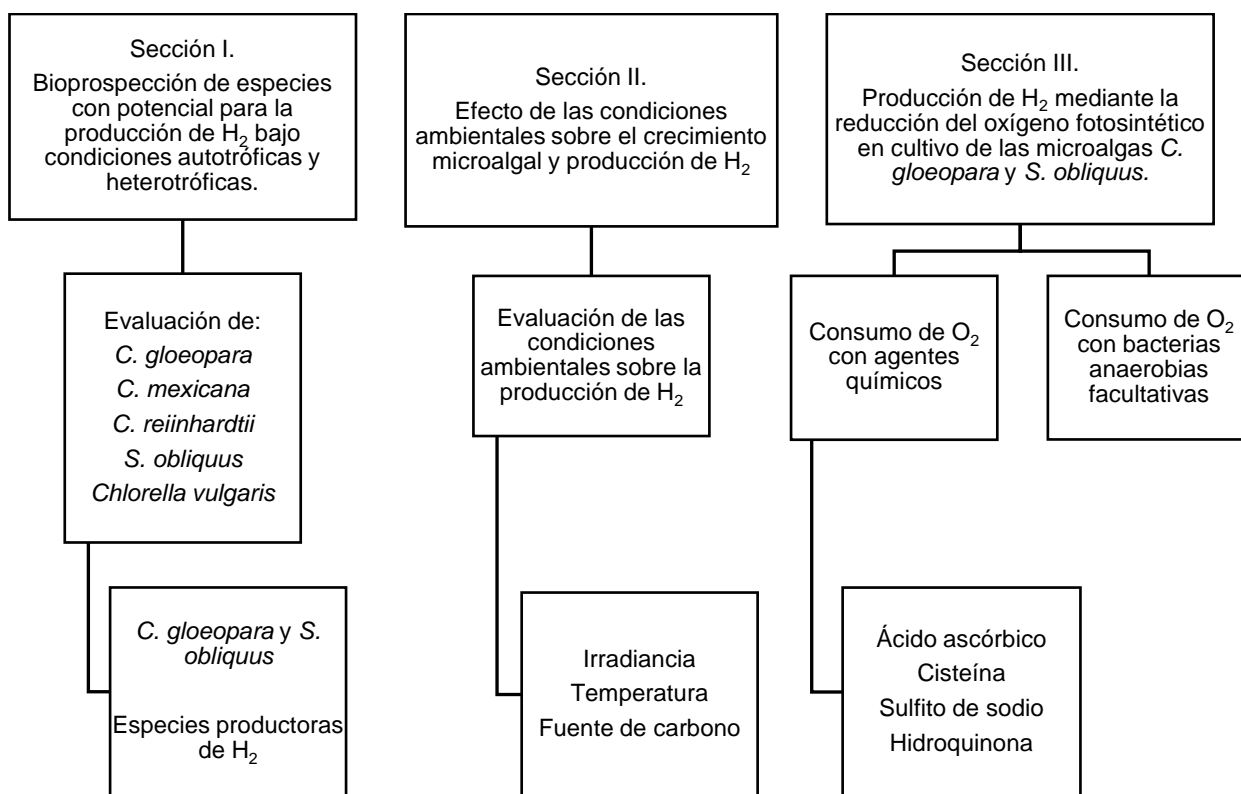 Sección I.
Bioprospección de especies
con potencial para la
producción de H₂ bajo
condiciones autotróficas y
heterotróficas.
Evaluación de:
C. gloeopara
C. mexicana
C. reiinhardtii
S. obliquus
Chlorella vulgaris
C. gloeopara y S.
obliquus
Especies productoras
de H₂
Sección II.
Efecto de las condiciones
ambientales sobre el crecimiento
microalgal y producción de H₂
Evaluación de las
condiciones
ambientales sobre la
producción de H₂
Irradiancia
Temperatura
Fuente de carbono
Sección III.
Producción de H₂ mediante la
reducción del oxígeno fotosintético
en cultivo de las microalgas C.
gloeopara y S. obliquus.
Consumo de O₂
con agentes
químicos
Ácido ascórbico
Cisteína
Sulfito de sodio
Hidroquinona
Consumo de O₂
con bacterias
anaerobias
facultativas